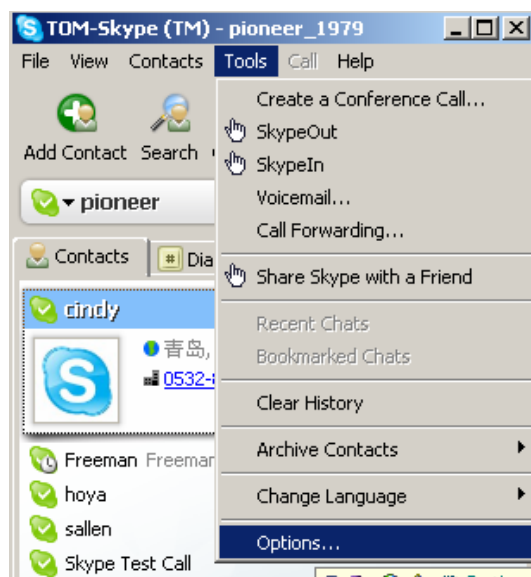 TOM-Skype (TM) - pioneer_1979
File View Contacts Tools Call Help
Create a Conference Call...
SkypeOut
SkypeIn
Voicemail...
Call Forwarding...
Share Skype with a Friend
Recent Chats
Bookmarked Chats
Clear History
Archive Contacts
Change Language
Options...
Add Contact Search
pioneer
Contacts # Dia
cindy
青岛,
0532-
Freeman Freeman
hoya
sallen
Skype Test Call